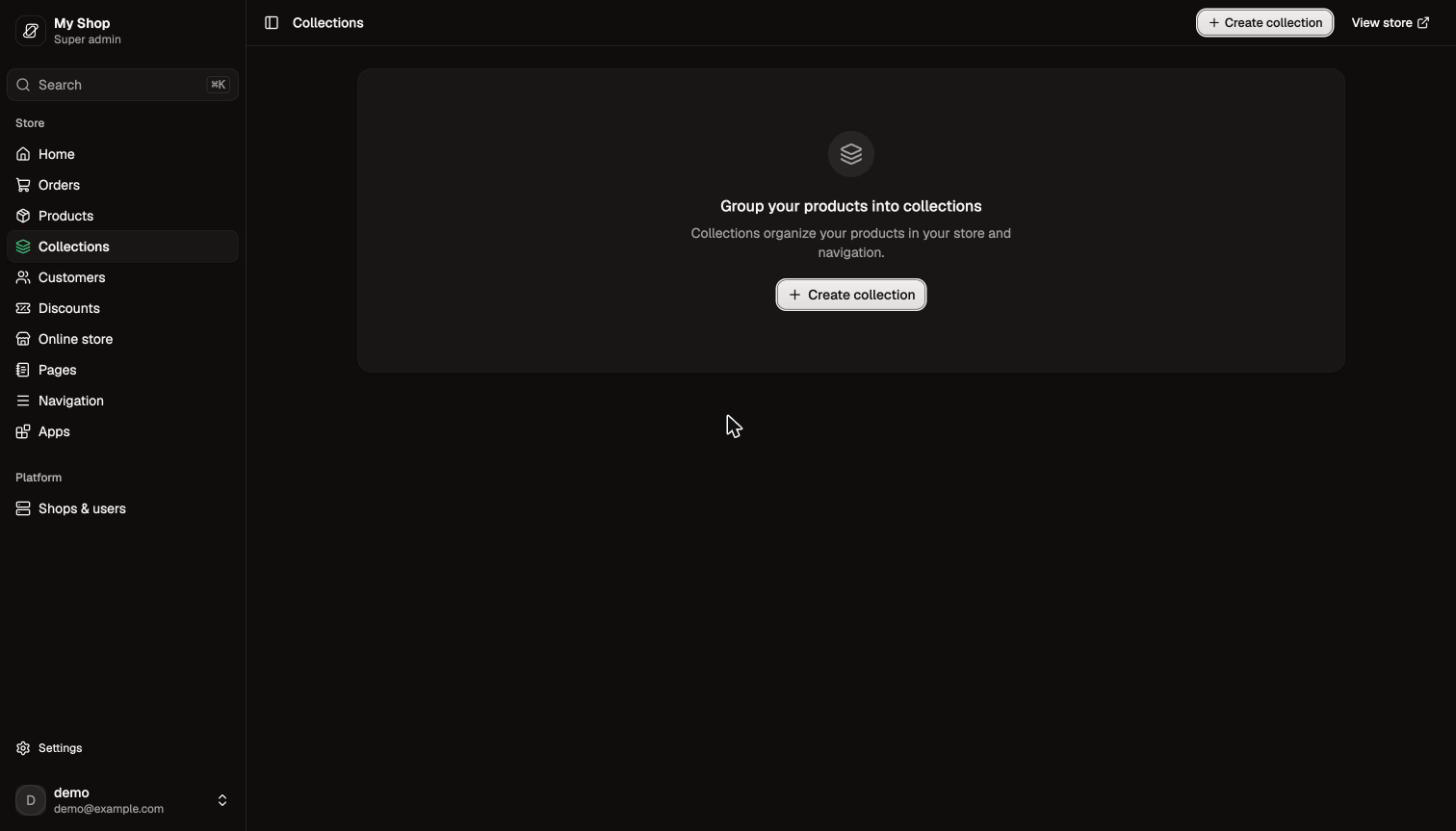 My Shop
Super admin
Search
⌘K
Store
Home
Orders
Products
Collections
Customers
Discounts
Online store
Pages
Navigation
Apps
Platform
Shops & users
Settings
D
demo
demo@example.com
Collections
Create collection
View store
Group your products into collections
Collections organize your products in your store and
navigation.
Create collection